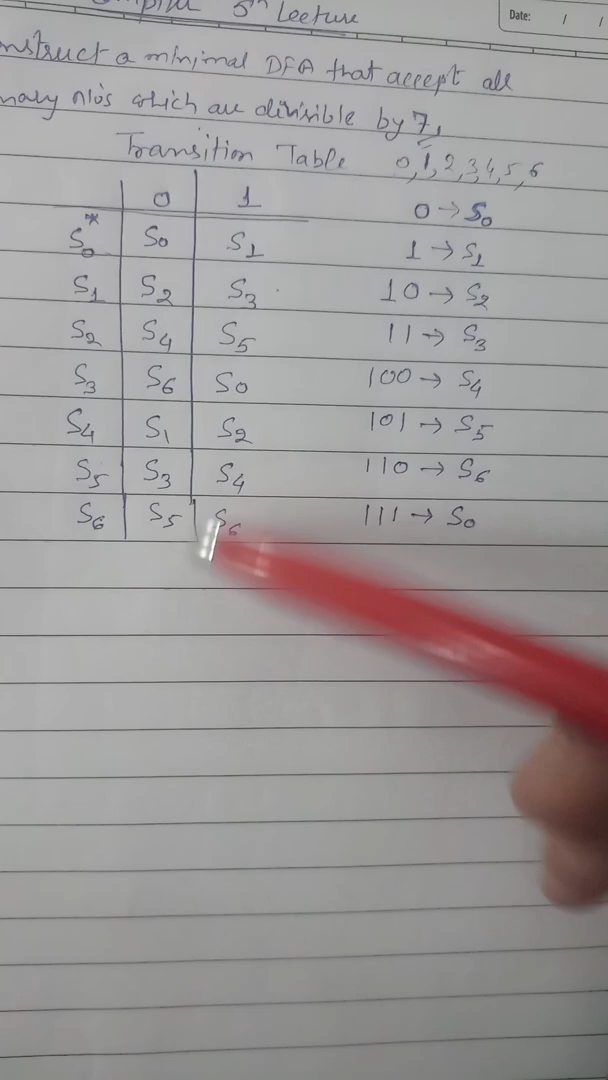 5th Lecture
Date: / /
nstruct a minimal DFA that accept all
nary n/os which are divisible by 7.
Transition Table 0,1,2,3,4,5,6
0 1 0 → S0
S0* S0 S1 1 → S1
S1 S2 S3 10 → S2
S2 S4 S5 11 → S3
S3 S6 S0 100 → S4
S4 S1 S2 101 → S5
S5 S3 S4 110 → S6
S6 S5 S6 111 → S0